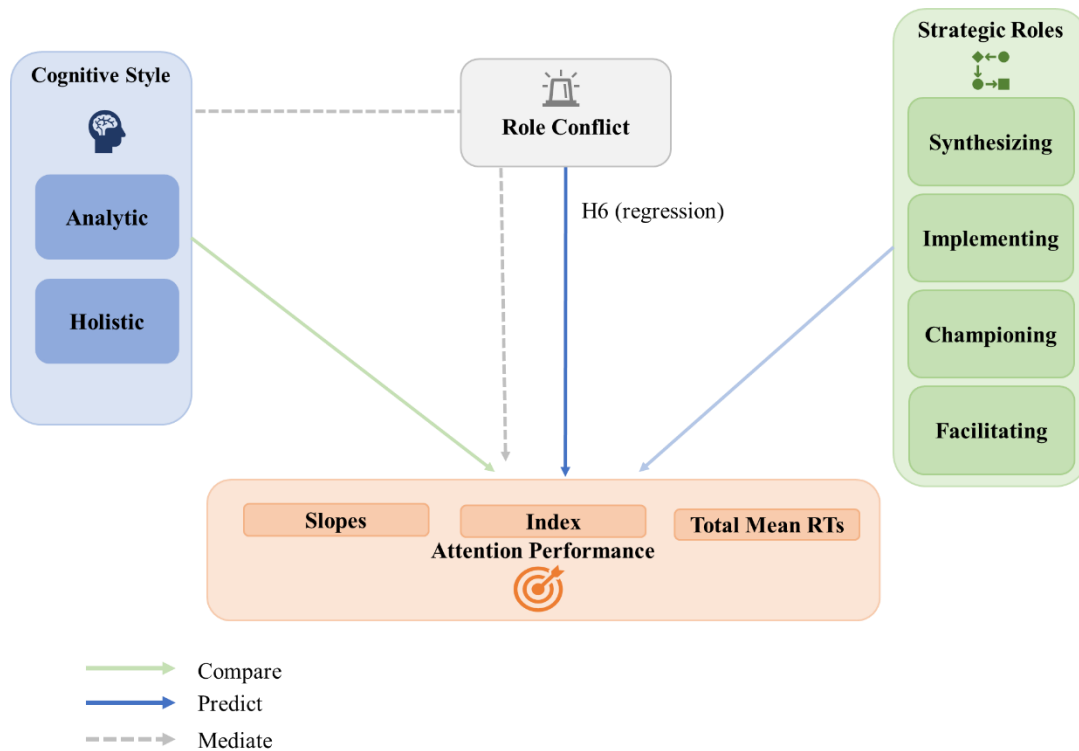 Cognitive Style
Analytic
Holistic
Role Conflict
H6 (regression)
Strategic Roles
Synthesizing
Implementing
Championing
Facilitating
Slopes
Index
Total Mean RTs
Attention Performance
Compare
Predict
Mediate